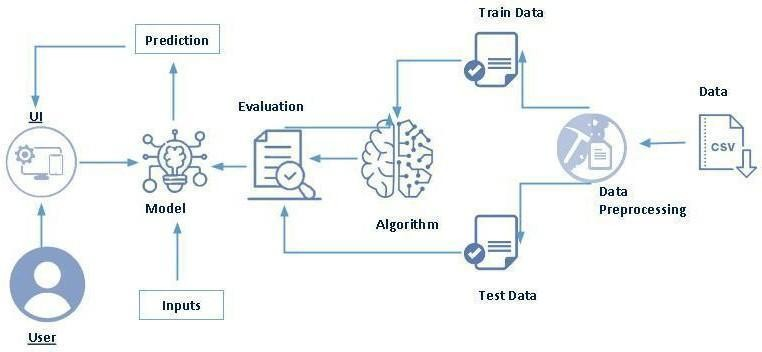 Train Data
Prediction
Data
Evaluation
UI
CSV
Data
Preprocessing
Model
Algorithm
Test Data
Inputs
User